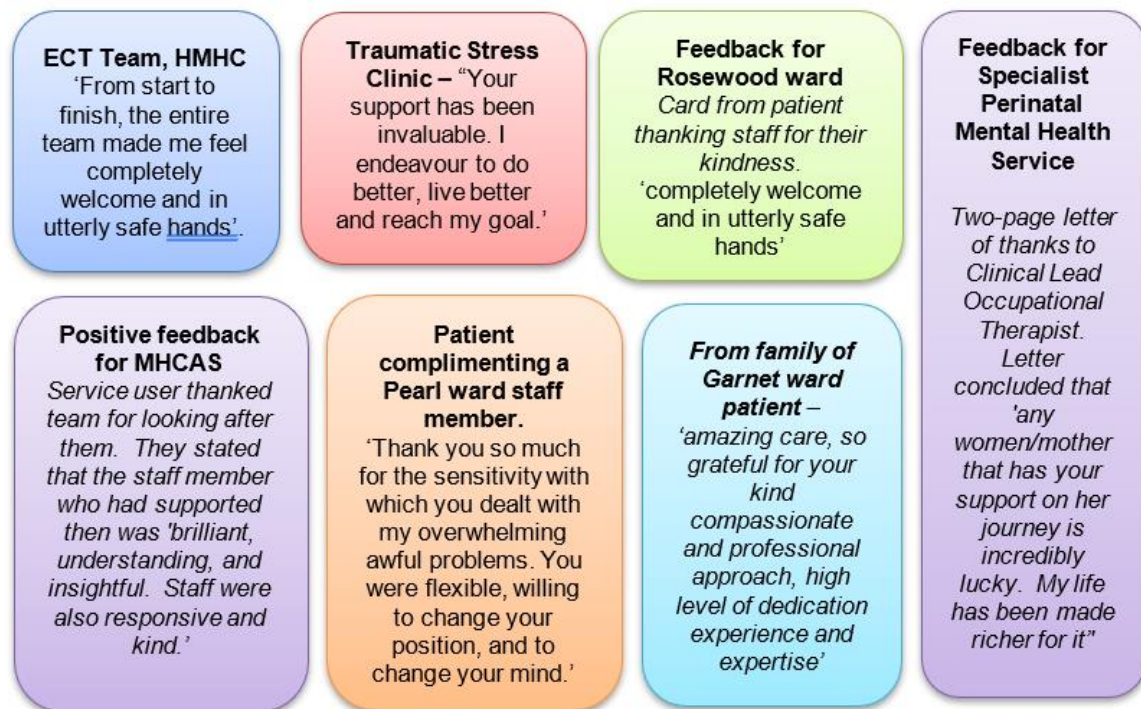 ECT Team, HMHC
‘From start to
finish, the entire
team made me feel
completely
welcome and in
utterly safe hands’.
Traumatic Stress
Clinic – “Your
support has been
invaluable. I
endeavour to do
better, live better
and reach my goal.’
Feedback for
Rosewood ward
Card from patient
thanking staff for their
kindness.
‘completely welcome
and in utterly safe
hands’
Feedback for
Specialist
Perinatal
Mental Health
Service
Two-page letter
of thanks to
Clinical Lead
Occupational
Therapist.
Letter
concluded that
'any
women/mother
that has your
support on her
journey is
incredibly
lucky. My life
has been made
richer for it"
Positive feedback
for MHCAS
Service user thanked
team for looking after
them. They stated
that the staff member
who had supported
then was 'brilliant,
understanding, and
insightful. Staff were
also responsive and
kind.’
Patient
complimenting a
Pearl ward staff
member.
‘Thank you so much
for the sensitivity with
which you dealt with
my overwhelming
awful problems. You
were flexible, willing
to change your
position, and to
change your mind.’
From family of
Garnet ward
patient –
‘amazing care, so
grateful for your
kind
compassionate
and professional
approach, high
level of dedication
experience and
expertise’